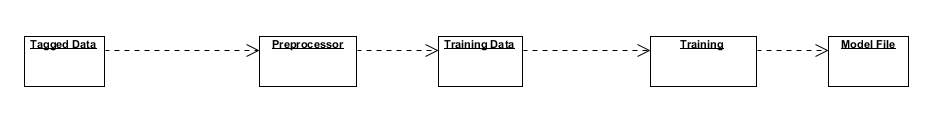 Tagged Data
Preprocessor
Training Data
Training
Model File